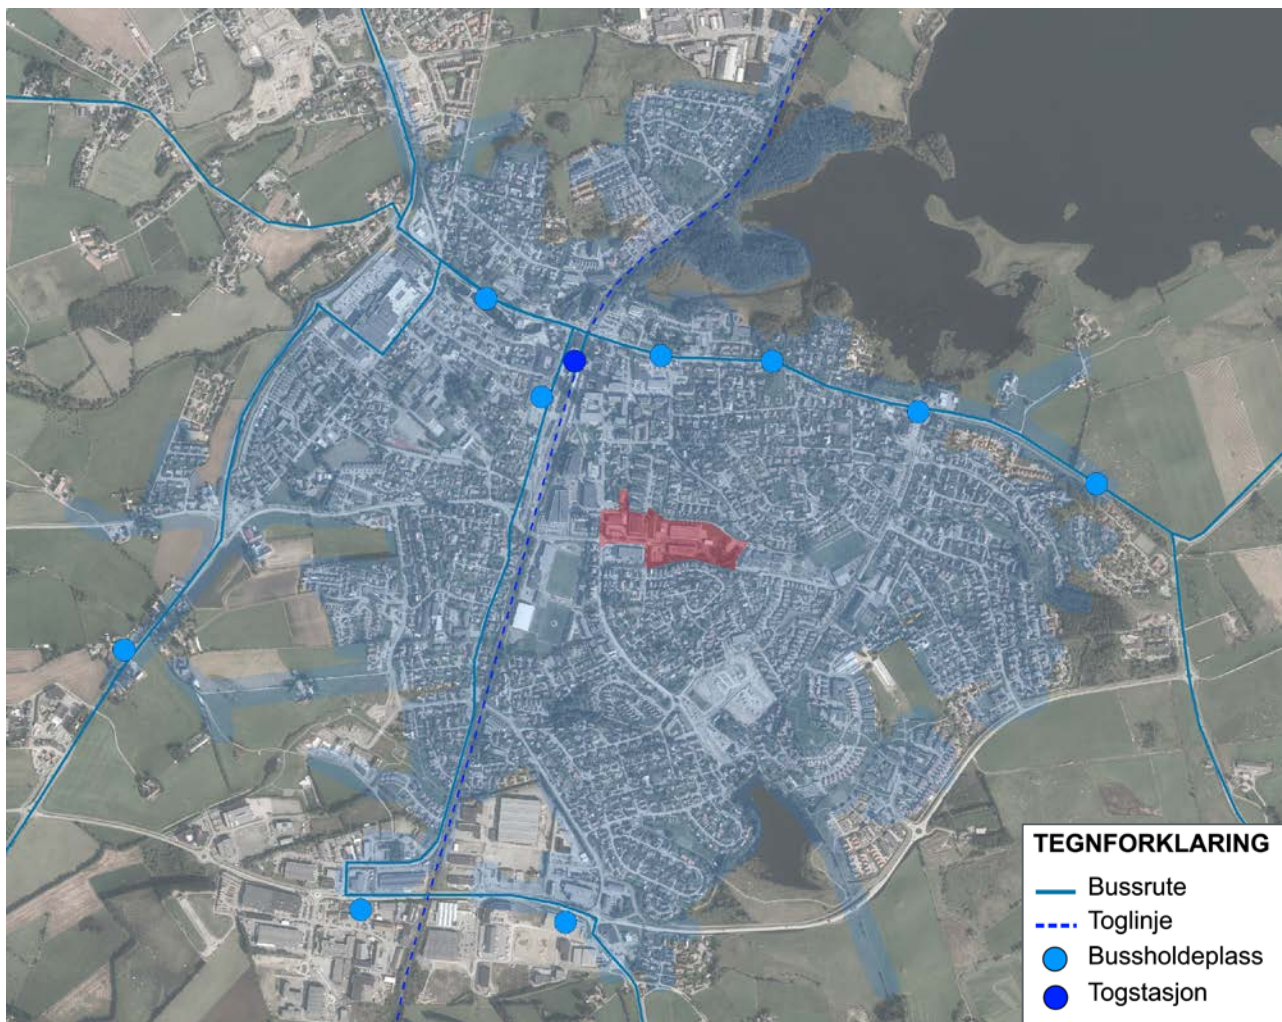 TEGNFORKLARING
Bussrute
Toglinje
Bussholdeplass
Togstasjon